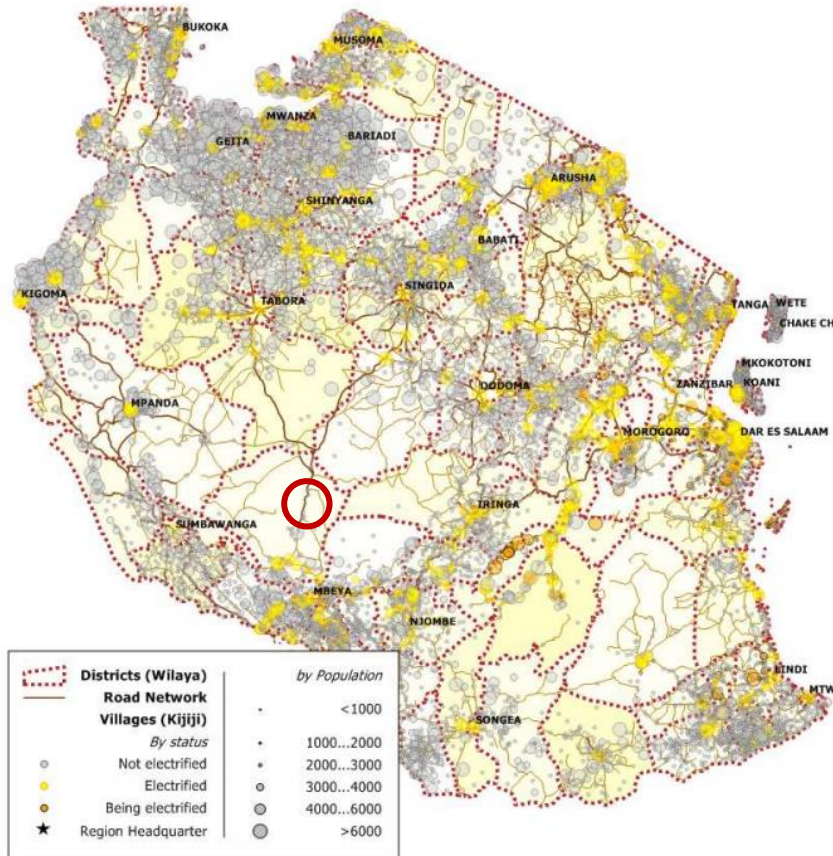 BUKOKA
MUSOMA
MWANZA
GEITA
BARIADI
SHINYANGA
ARUSHA
BABATI
KIGOMA
SINGIDA
TABORA
TANGA
WETE
CHAKE CH
MKOKOTONI
MPANDA
DODOMA
ZANZIBAR
KOANI
MOROGORO
DAR ES SALAAM
IRINGA
SUMBAWANGA
MBEYA
NJOMBE
LINDI
MTW
SONGEA
Districts (Wilaya)
Road Network
Villages (Kijiji)
By status
Not electrified
Electrified
Being electrified
Region Headquarter
by Population
<1000
1000...2000
2000...3000
3000...4000
4000...6000
>6000